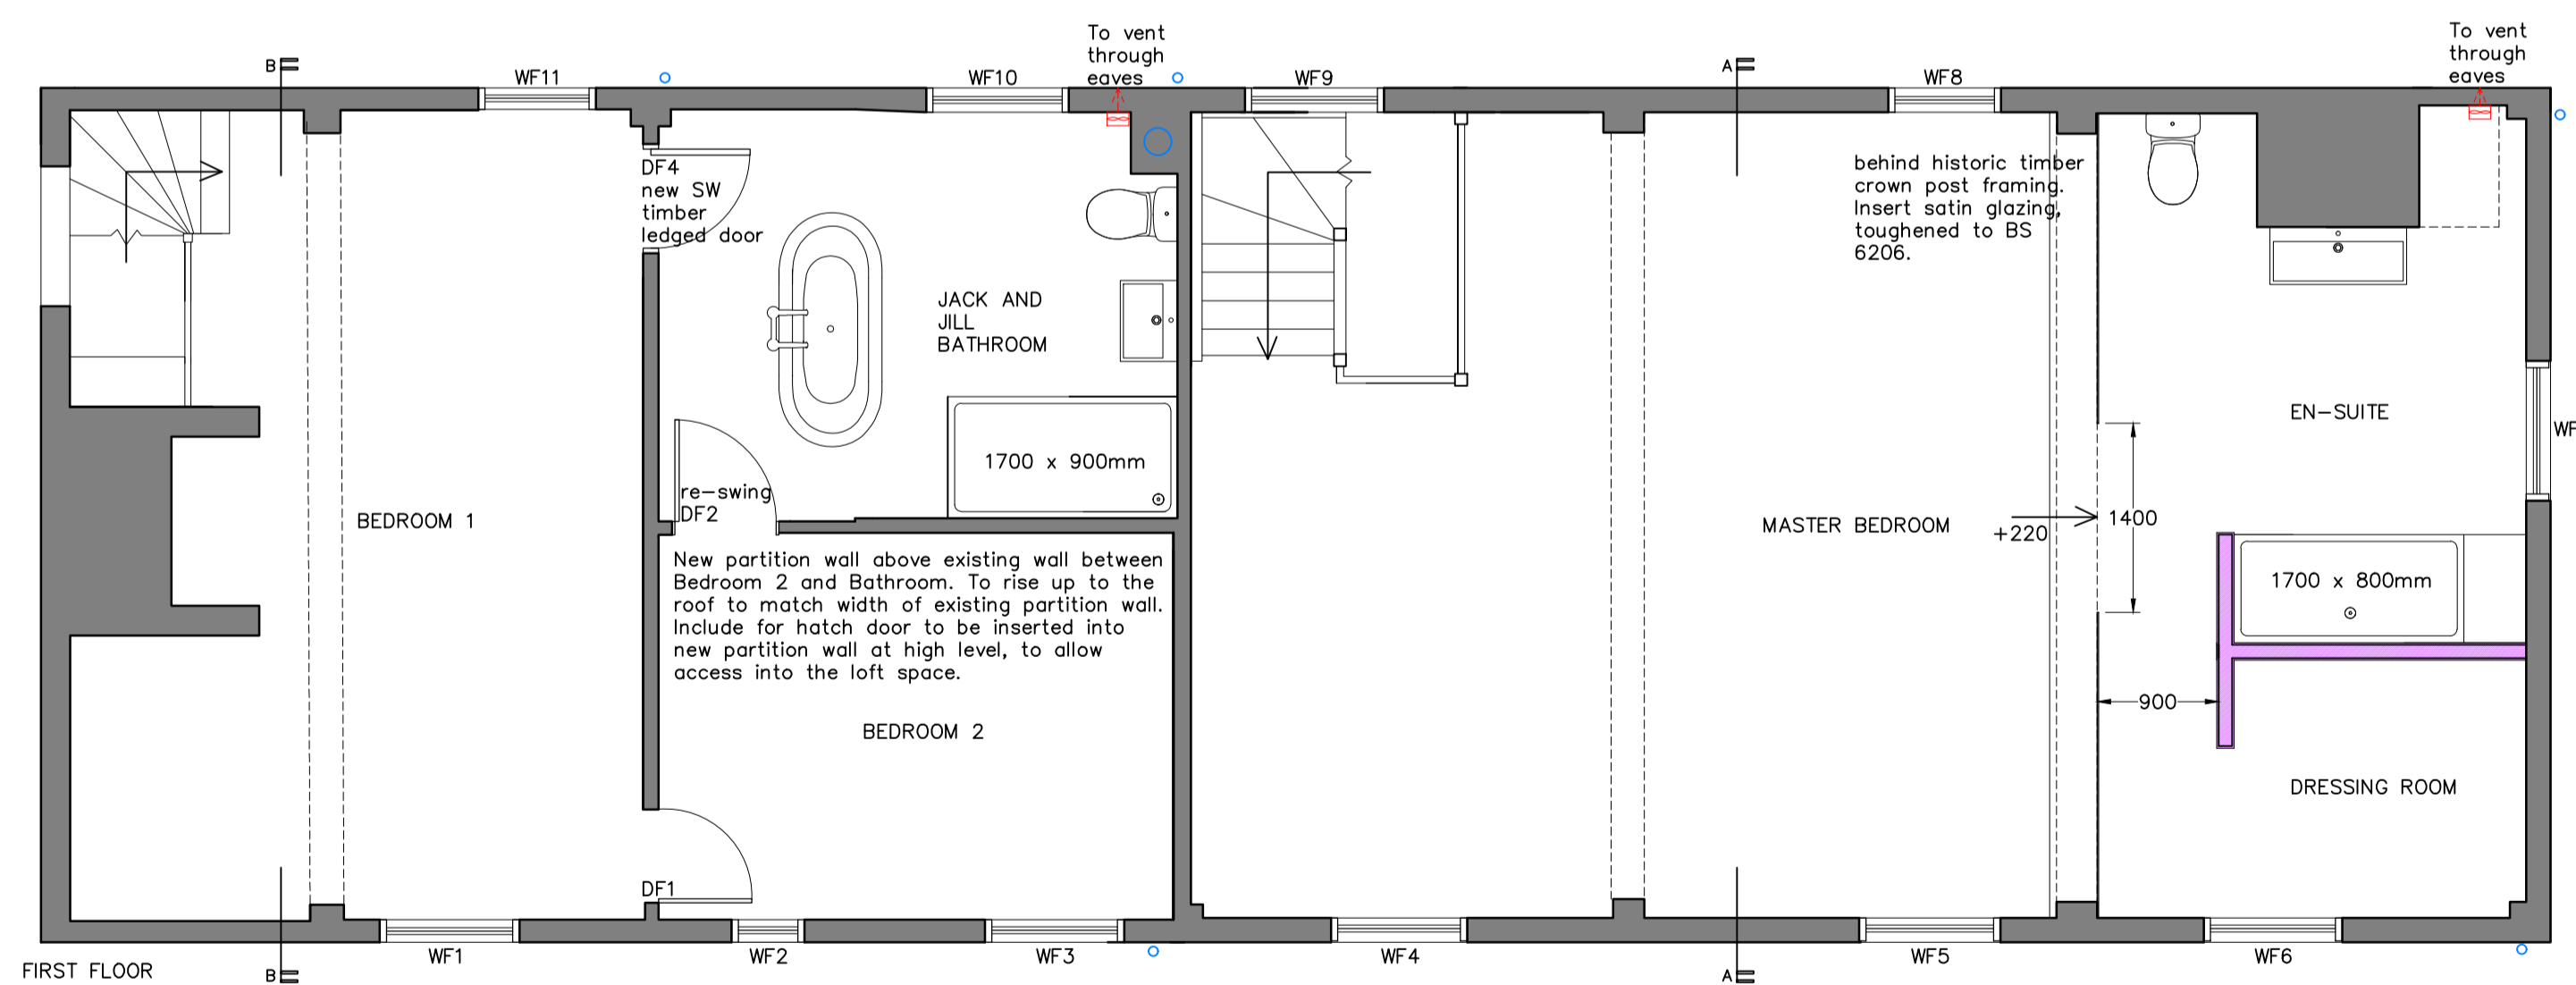 To vent
through
eaves
To vent
through
eaves
B
WF11
WF10
WF9
A
WF8
DF4
new SW
timber
ledged door
behind historic timber
crown post framing.
Insert satin glazing,
toughened to BS
6206.
JACK AND
JILL
BATHROOM
EN-SUITE
WF
1700 x 900mm
re-swing
DF2
BEDROOM 1
MASTER BEDROOM
+220
1400
New partition wall above existing wall between
Bedroom 2 and Bathroom. To rise up to the
roof to match width of existing partition wall.
Include for hatch door to be inserted into
new partition wall at high level, to allow
access into the loft space.
1700 x 800mm
900
BEDROOM 2
DRESSING ROOM
DF1
FIRST FLOOR
B
WF1
WF2
WF3
WF4
A
WF5
WF6